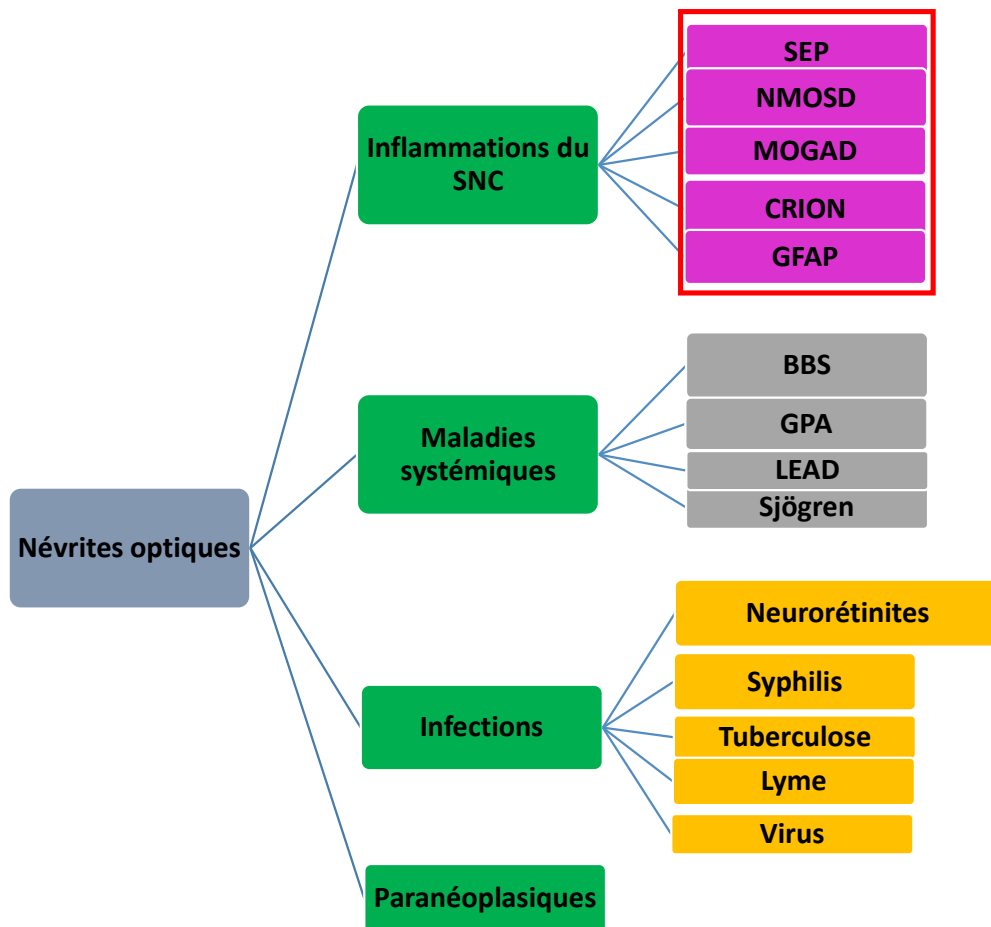 Névrites optiques
Inflammations du
SNC
SEP
NMOSD
MOGAD
CRION
GFAP
Maladies
systémiques
BBS
GPA
LEAD
Sjögren
Infections
Neurorétinites
Syphilis
Tuberculose
Lyme
Virus
Paranéoplasiques